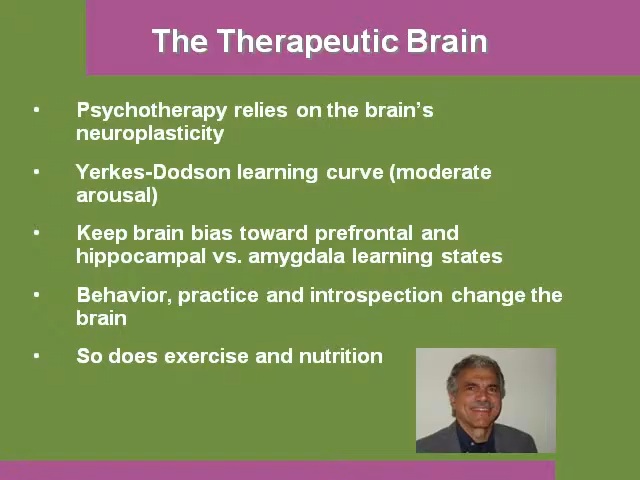 The Therapeutic Brain
• Psychotherapy relies on the brain's
neuroplasticity
• Yerkes-Dodson learning curve (moderate
arousal)
• Keep brain bias toward prefrontal and
hippocampal vs. amygdala learning states
• Behavior, practice and introspection change the
brain
• So does exercise and nutrition